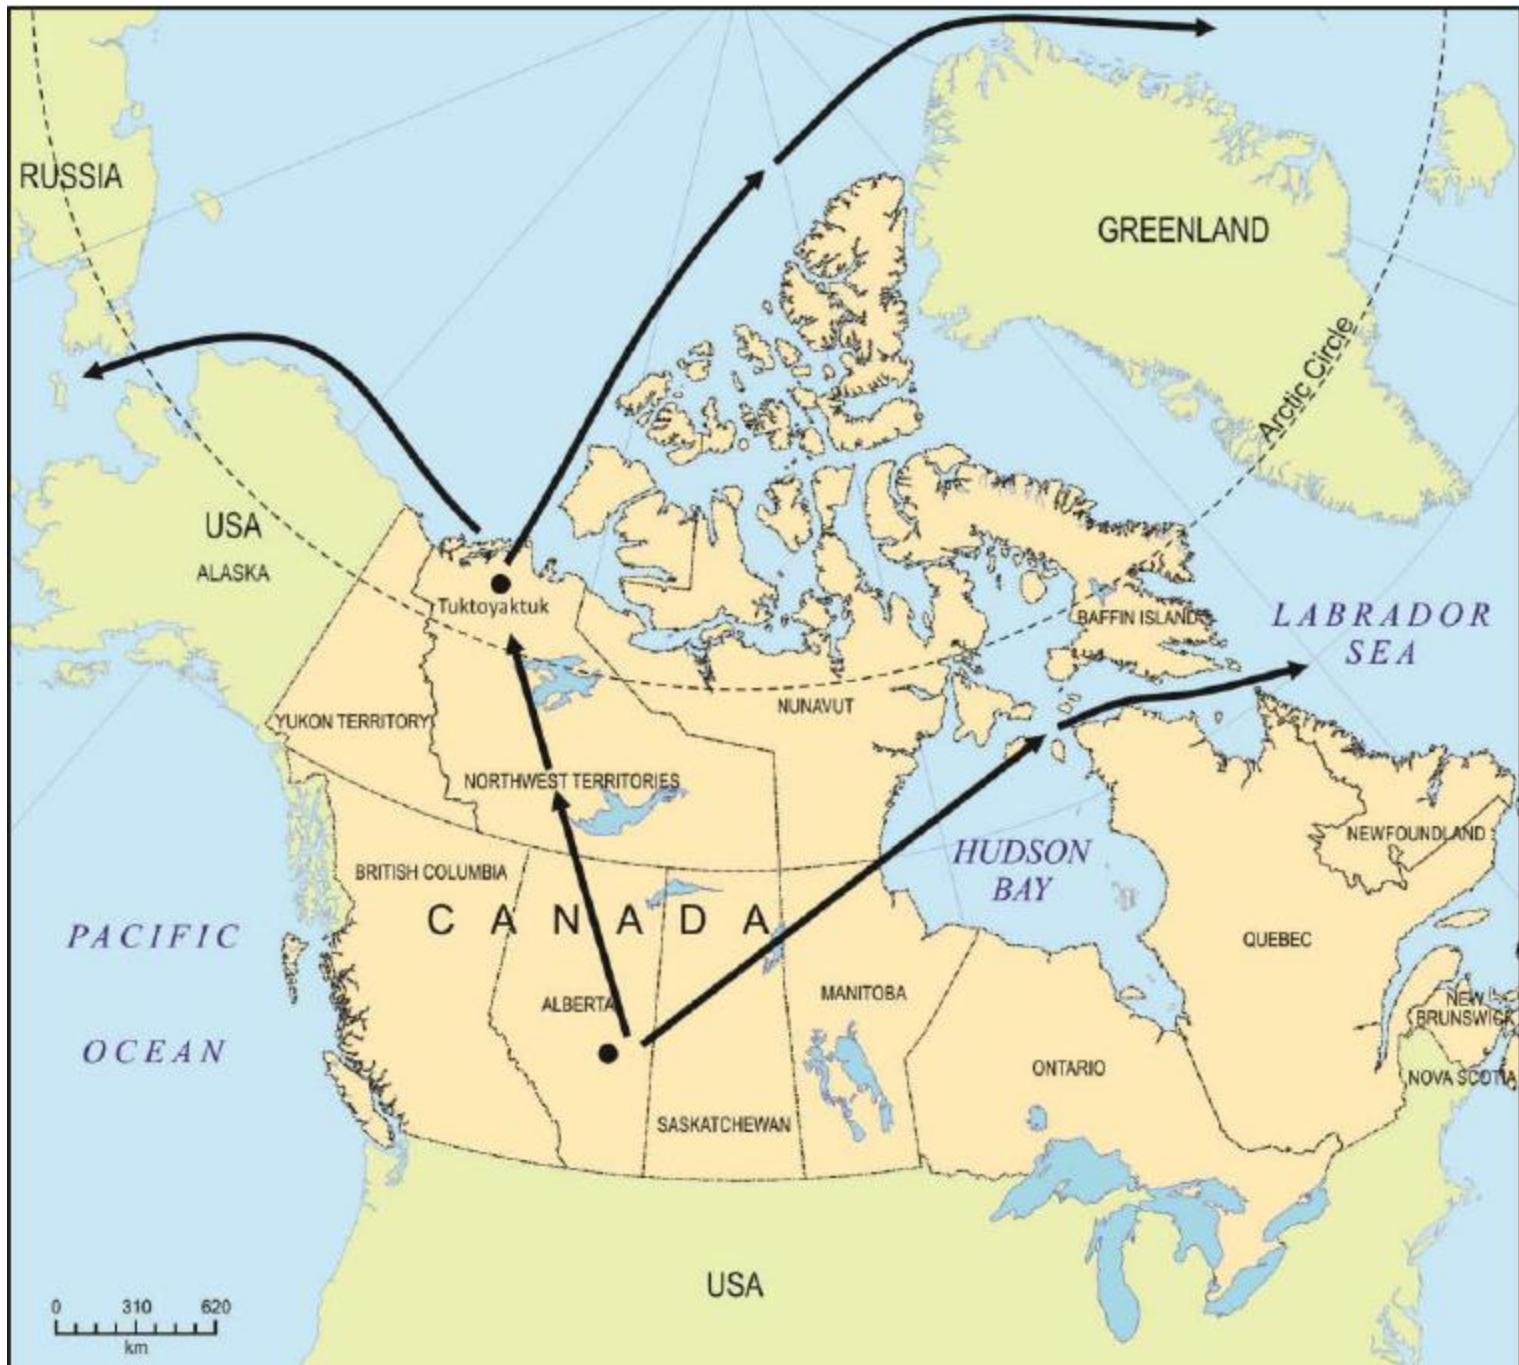 RUSSIA
GREENLAND
Arctic Circle
USA
ALASKA
Tuktoyaktuk
BAFFIN ISLAND
LABRADOR
SEA
YUKON TERRITORY
NUNAVUT
NORTHWEST TERRITORIES
BRITISH COLUMBIA
HUDSON
BAY
NEWFOUNDLAND
CANADA
PACIFIC
OCEAN
ALBERTA
MANITOBA
QUEBEC
NEW
BRUNSWICK
ONTARIO
NOVA SCOTIA
SASKATCHEWAN
USA
0 310 620
km